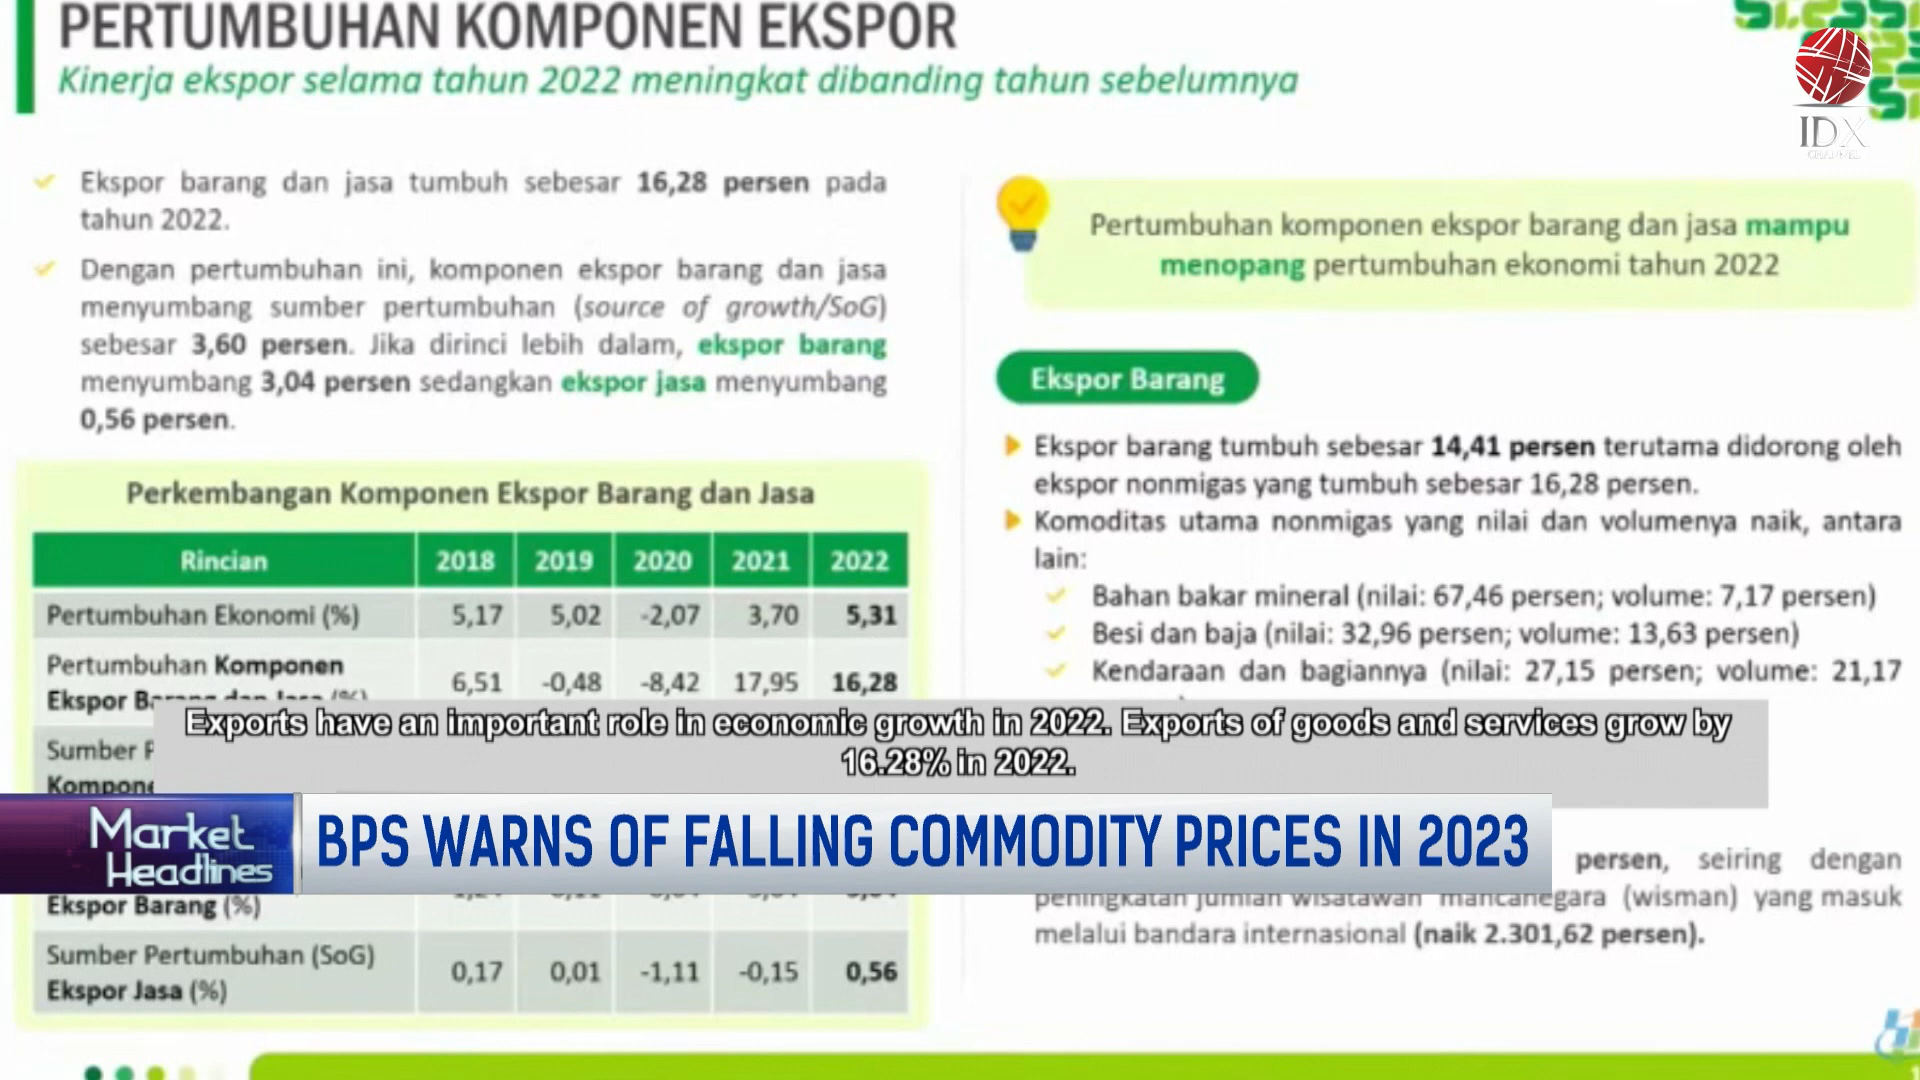 PERTUMBUHAN KOMPONEN EKSPOR
Kinerja ekspor selama tahun 2022 meningkat dibanding tahun sebelumnya
IDX
CHANNEL
Ekspor barang dan jasa tumbuh sebesar 16,28 persen pada
tahun 2022.
Dengan pertumbuhan ini, komponen ekspor barang dan jasa
menyumbang sumber pertumbuhan (source of growth/SoG)
sebesar 3,60 persen. Jika dirinci lebih dalam, ekspor barang
menyumbang 3,04 persen sedangkan ekspor jasa menyumbang
0,56 persen.
Perkembangan Komponen Ekspor Barang dan Jasa
Rincian 2018 2019 2020 2021 2022
Pertumbuhan Ekonomi (%) 5,17 5,02 -2,07 3,70 5,31
Pertumbuhan Komponen
Ekspor Barang dan Jasa (%) 6,51 -0,48 -8,42 17,95 16,28
Sumber
Ekspor Barang (%)
Sumber Pertumbuhan (SoG)
Ekspor Jasa (%) 0,17 0,01 -1,11 -0,15 0,56
Pertumbuhan komponen ekspor barang dan jasa mampu
menopang pertumbuhan ekonomi tahun 2022
Ekspor Barang
Ekspor barang tumbuh sebesar 14,41 persen terutama didorong oleh
ekspor nonmigas yang tumbuh sebesar 16,28 persen.
Komoditas utama nonmigas yang nilai dan volumenya naik, antara
lain:
Bahan bakar mineral (nilai: 67,46 persen; volume: 7,17 persen)
Besi dan baja (nilai: 32,96 persen; volume: 13,63 persen)
Kendaraan dan bagiannya (nilai: 27,15 persen; volume: 21,17
persen, seiring dengan
peningkatan jumlah wisatawan mancanegara (wisman) yang masuk
melalui bandara internasional (naik 2.301,62 persen).
Exports have an important role in economic growth in 2022. Exports of goods and services grow by
16.28% in 2022.
Market
Headlines
BPS WARNS OF FALLING COMMODITY PRICES IN 2023